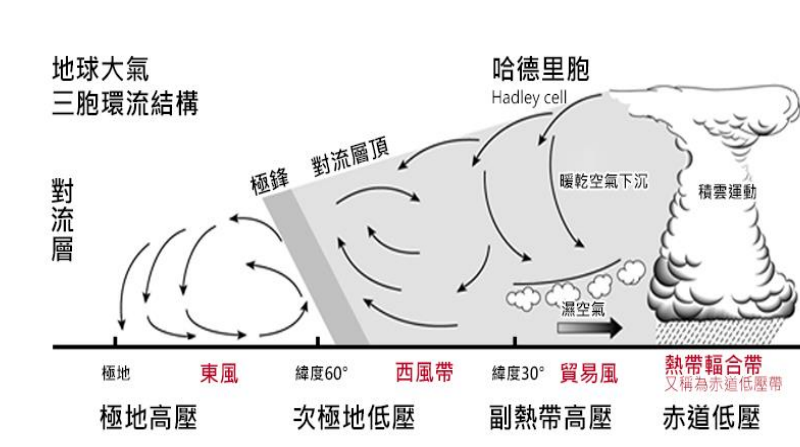 地球大氣
三胞環流結構
哈德里胞
Hadley cell
極鋒
對流層頂
對流層
暖乾空氣下沉
積雲運動
濕空氣
極地
東風
緯度60°
西風帶
緯度30°
貿易風
熱帶輻合帶
又稱為赤道低壓帶
極地高壓
次極地低壓
副熱帶高壓
赤道低壓